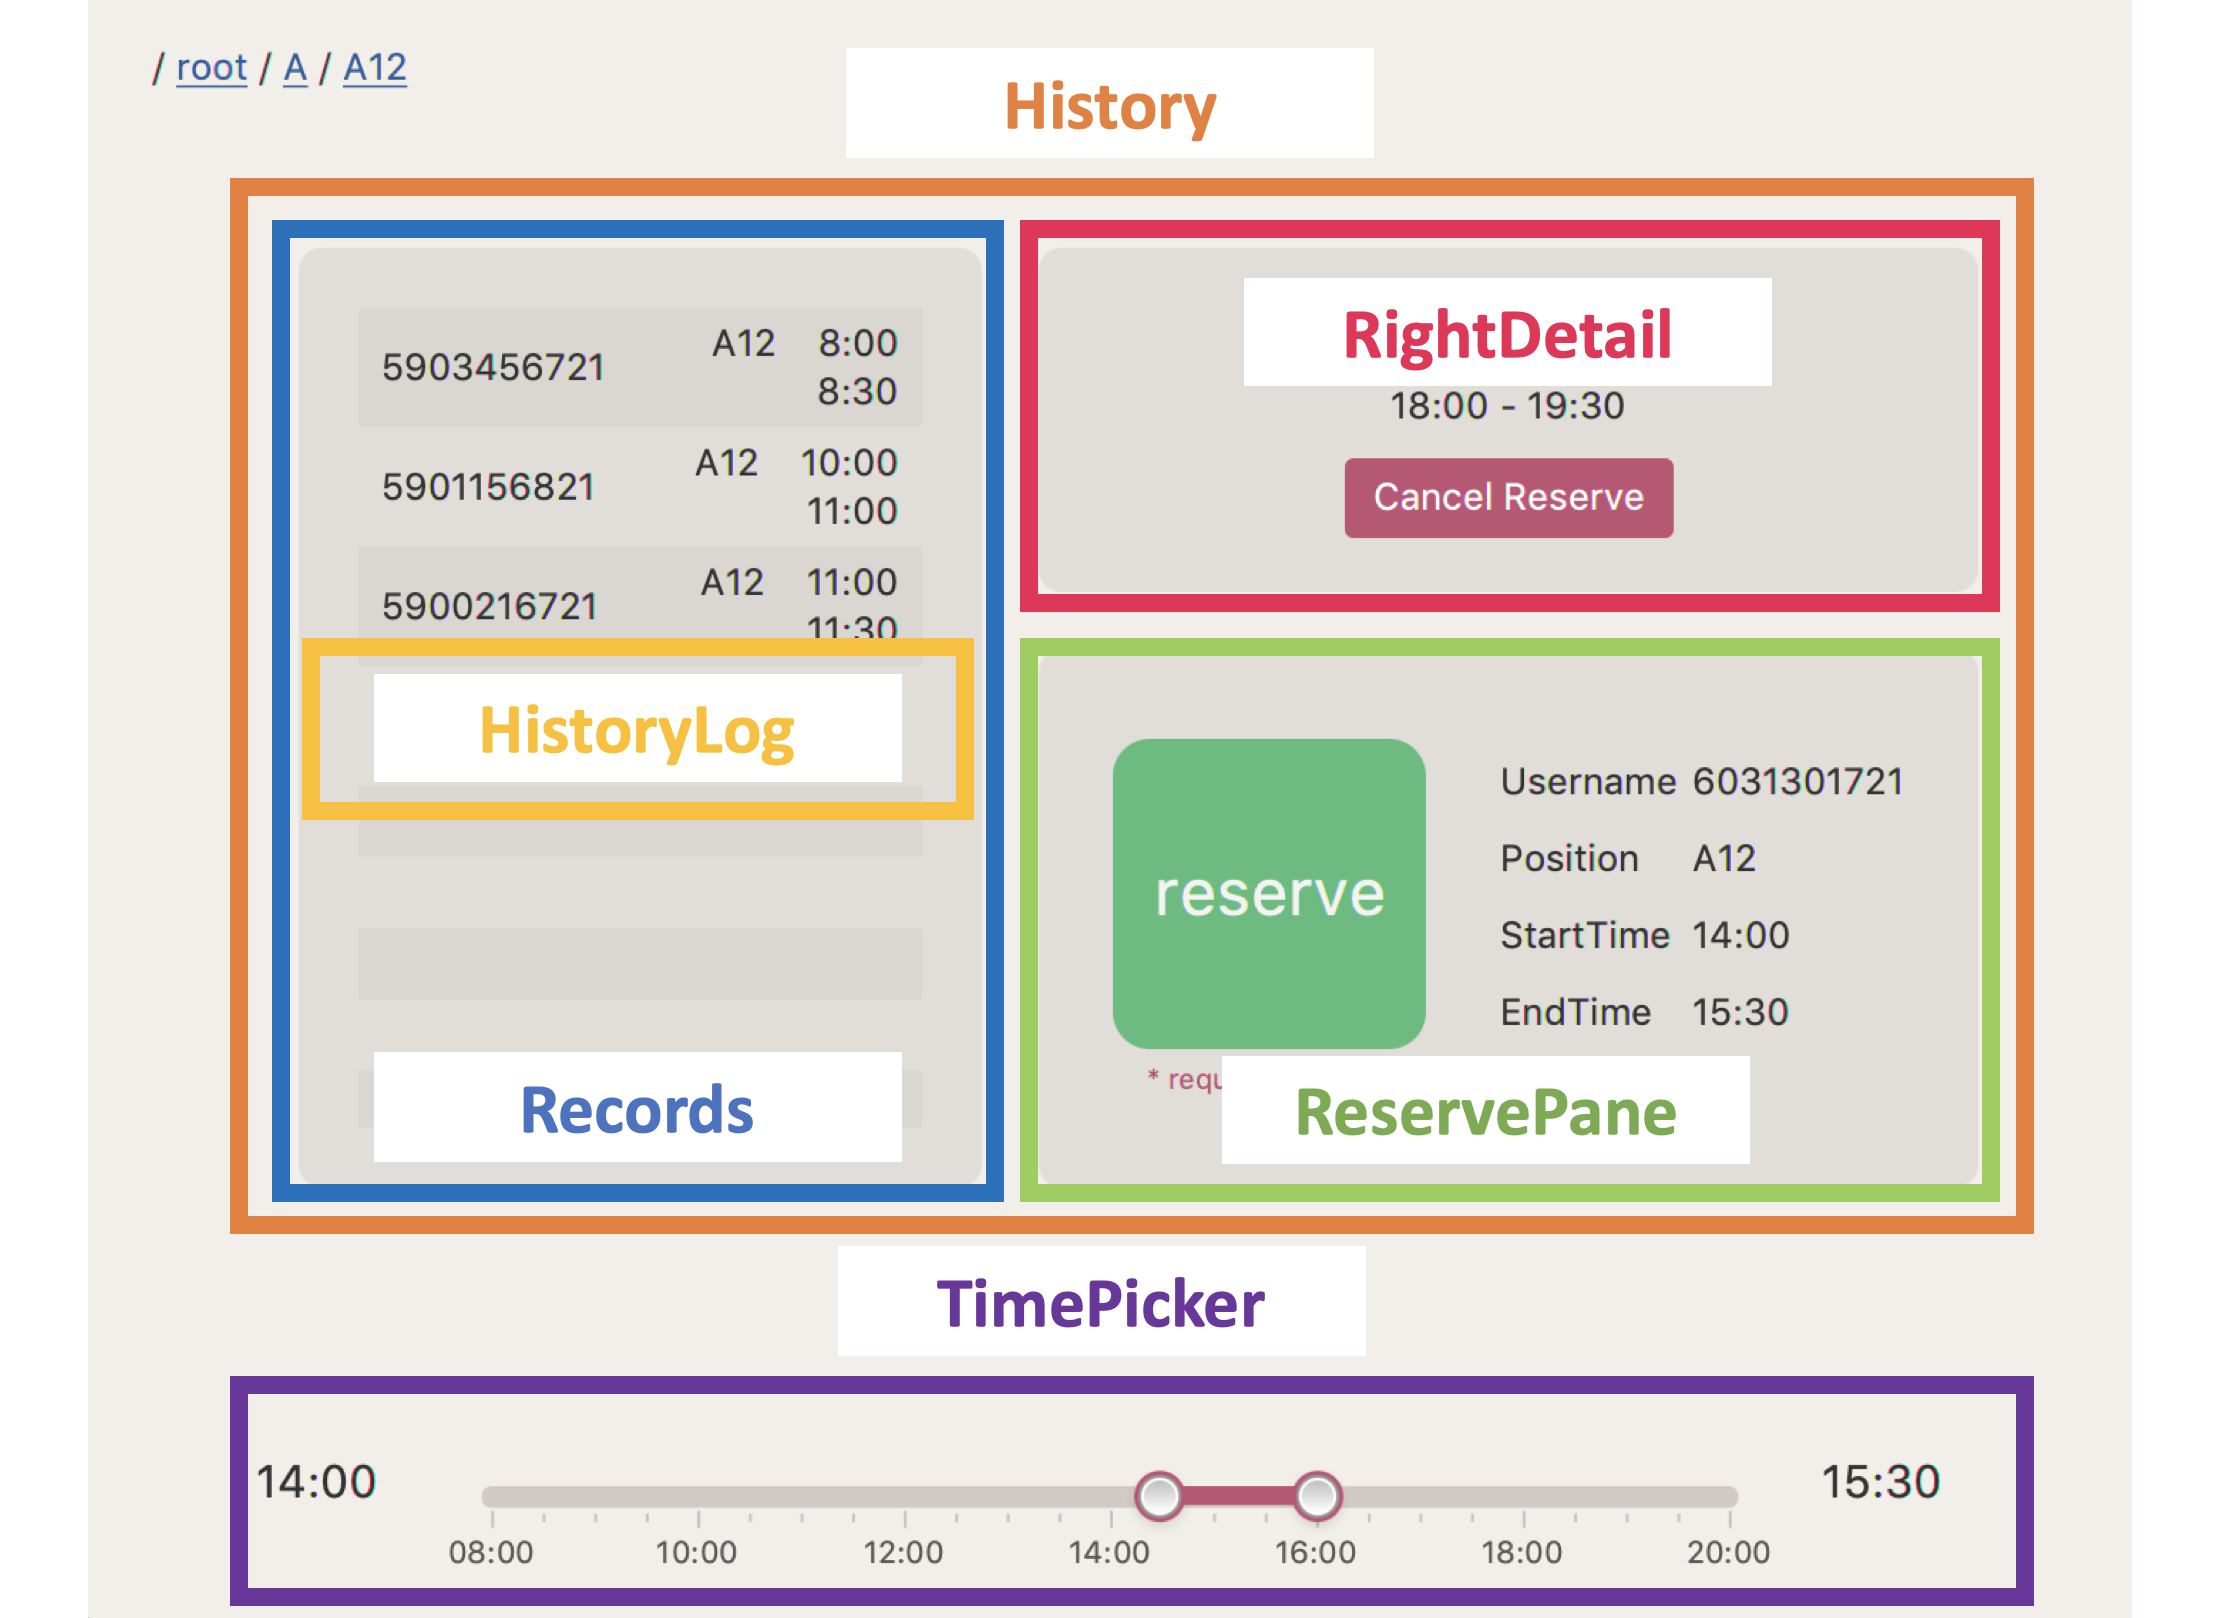 / root / A / A12
History
5903456721 A12 8:00
8:30
5901156821 A12 10:00
11:00
5900216721 A12 11:00
11:30
HistoryLog
Records
RightDetail
18:00 - 19:30
Cancel Reserve
reserve
Username 6031301721
Position A12
StartTime 14:00
EndTime 15:30
*
ReservePane
TimePicker
14:00
15:30
08:00 10:00 12:00 14:00 16:00 18:00 20:00